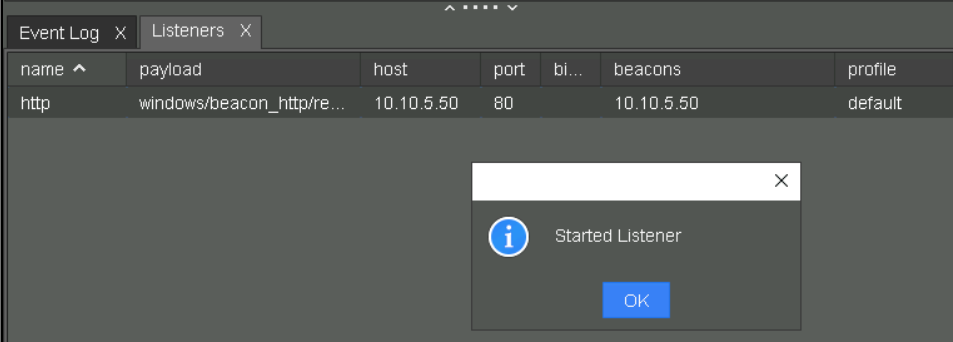 Event Log X Listeners X
name payload host port bi... beacons profile
http windows/beacon_http/re... 10.10.5.50 80 10.10.5.50 default
Started Listener
OK